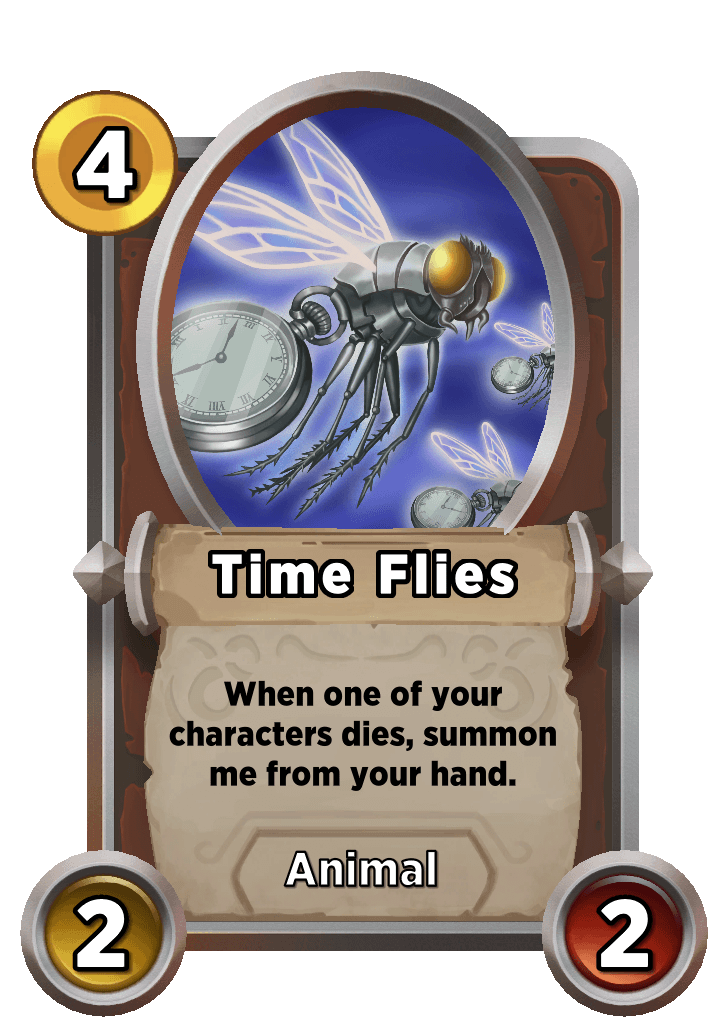 4
Time Flies
When one of your
characters dies, summon
me from your hand.
Animal
2
2